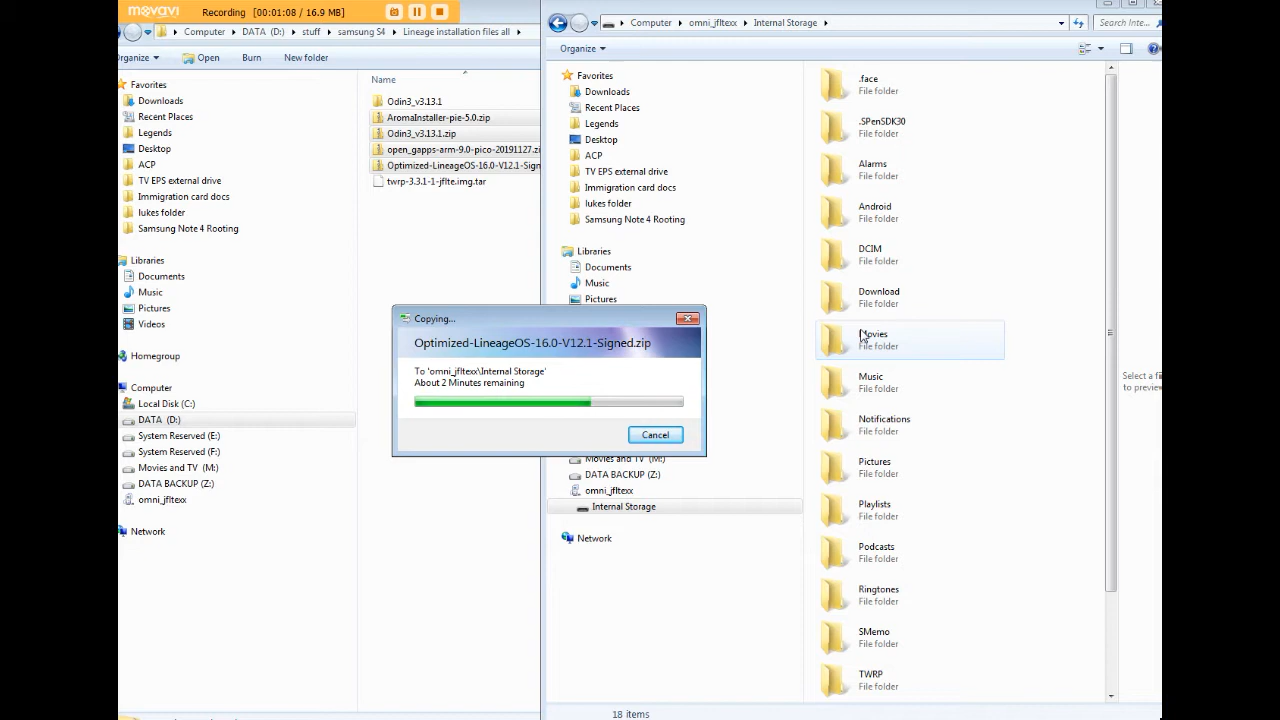 movavi
Recording [00:01:08 / 16.9 MB]
Computer DATA (D:) stuff samsung S4 Lineage installation files all
Organize Open Burn New folder
Favorites
Downloads
Recent Places
Legends
Desktop
ACP
TV EPS external drive
Immigration card docs
lukes folder
Samsung Note 4 Rooting
Libraries
Documents
Music
Pictures
Videos
Homegroup
Computer
Local Disk (C:)
DATA (D:)
System Reserved (E:)
System Reserved (F:)
Movies and TV (M:)
DATA BACKUP (Z:)
omni_jfltexx
Network
Name
Odin3_v3.13.1
AromaInstaller-pie-5.0.zip
Odin3_v3.13.1.zip
open_gapps-arm-9.0-pico-20191127.zi
Optimized-LineageOS-16.0-V12.1-Sign
twrp-3.3.1-1-jflte.img.tar
Computer omni_jfltexx Internal Storage
Search Inte...
Organize
Favorites
Downloads
Recent Places
Legends
Desktop
ACP
TV EPS external drive
Immigration card docs
lukes folder
Samsung Note 4 Rooting
Libraries
Documents
Music
Pictures
Movies and TV (M:)
DATA BACKUP (Z:)
omni_jfltexx
Internal Storage
Network
Copying...
Optimized-LineageOS-16.0-V12.1-Signed.zip
To 'omni_jfltexx\Internal Storage'
About 2 Minutes remaining
Cancel
.face
File folder
.SPenSDK30
File folder
Alarms
File folder
Android
File folder
DCIM
File folder
Download
File folder
Movies
File folder
Music
File folder
Notifications
File folder
Pictures
File folder
Playlists
File folder
Podcasts
File folder
Ringtones
File folder
SMemo
File folder
TWRP
File folder
Select a fi
to preview.
18 items